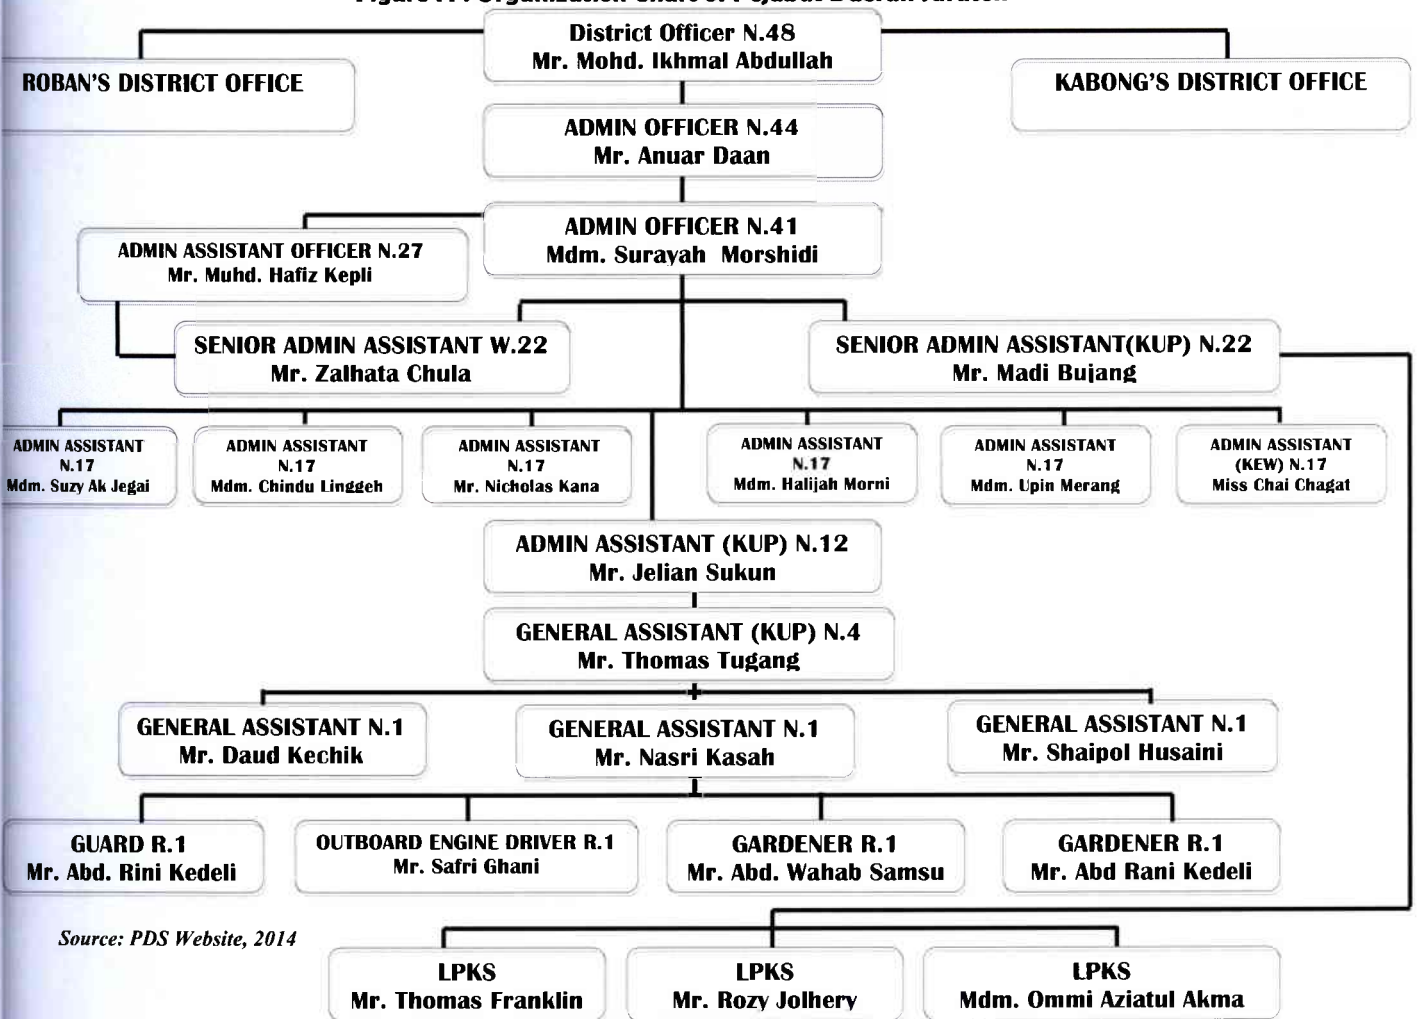 District Officer N.48
Mr. Mohd. Ikhmal Abdullah
ROBAN'S DISTRICT OFFICE
KABONG'S DISTRICT OFFICE
ADMIN OFFICER N.44
Mr. Anuar Daan
ADMIN OFFICER N.41
Mdm. Surayah Morshidi
ADMIN ASSISTANT OFFICER N.27
Mr. Muhd. Hafiz Kepli
SENIOR ADMIN ASSISTANT W.22
Mr. Zalhata Chula
SENIOR ADMIN ASSISTANT(KUP) N.22
Mr. Madi Bujang
ADMIN ASSISTANT
N.17
Mdm. Suzy Ak Jegai
ADMIN ASSISTANT
N.17
Mdm. Chindu Linggeh
ADMIN ASSISTANT
N.17
Mr. Nicholas Kana
ADMIN ASSISTANT
N.17
Mdm. Halijah Morni
ADMIN ASSISTANT
N.17
Mdm. Upin Merang
ADMIN ASSISTANT
(KEW) N.17
Miss Chai Chagat
ADMIN ASSISTANT (KUP) N.12
Mr. Jelian Sukun
GENERAL ASSISTANT (KUP) N.4
Mr. Thomas Tugang
GENERAL ASSISTANT N.1
Mr. Daud Kechik
GENERAL ASSISTANT N.1
Mr. Nasri Kasah
GENERAL ASSISTANT N.1
Mr. Shaipol Husaini
GUARD R.1
Mr. Abd. Rini Kedeli
OUTBOARD ENGINE DRIVER R.1
Mr. Safri Ghani
GARDENER R.1
Mr. Abd. Wahab Samsu
GARDENER R.1
Mr. Abd Rani Kedeli
Source: PDS Website, 2014
LPKS
Mr. Thomas Franklin
LPKS
Mr. Rozy Jolhery
LPKS
Mdm. Ommi Aziatul Akma